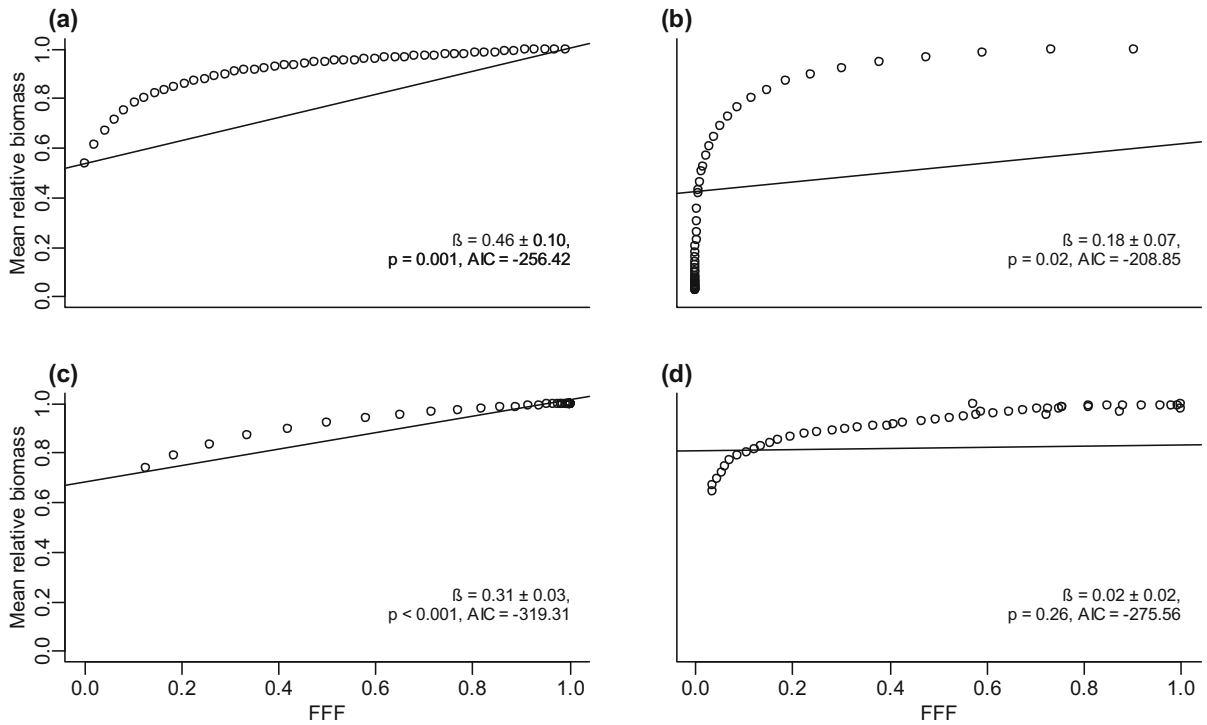 (a)
(b)
Mean relative biomass
1.0
0.8
0.6
0.4
0.2
0.0
ß = 0.46 ± 0.10,
p = 0.001, AIC = -256.42
ß = 0.18 ± 0.07,
p = 0.02, AIC = -208.85
(c)
(d)
Mean relative biomass
1.0
0.8
0.6
0.4
0.2
0.0
ß = 0.31 ± 0.03,
p < 0.001, AIC = -319.31
ß = 0.02 ± 0.02,
p = 0.26, AIC = -275.56
0.0 0.2 0.4 0.6 0.8 1.0
0.0 0.2 0.4 0.6 0.8 1.0
FFF
FFF